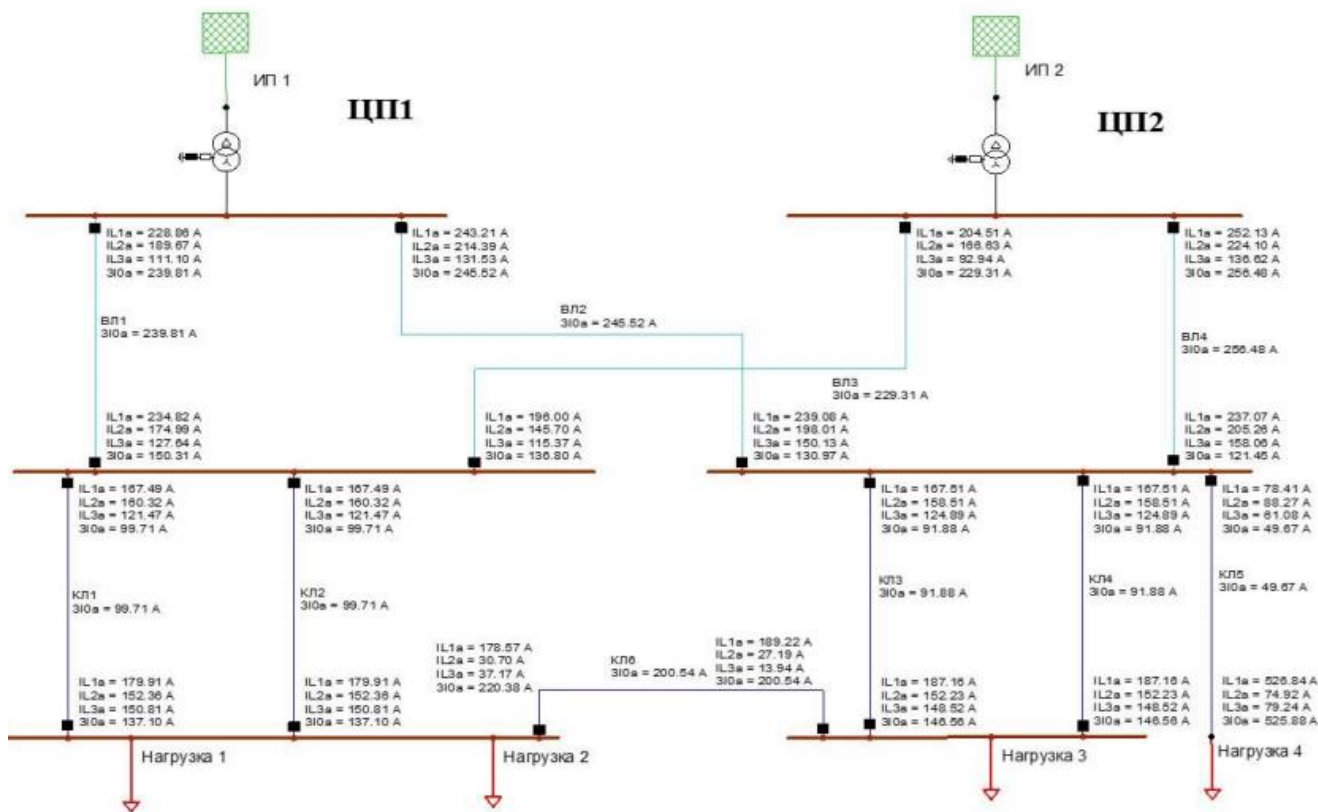 ИП 1
ИП 2
ЦП1
ЦП2
IL1a = 228.86 A
IL2a = 189.67 A
IL3a = 111.10 A
3I0a = 239.81 A
IL1a = 243.21 A
IL2a = 214.39 A
IL3a = 131.53 A
3I0a = 245.52 A
IL1a = 204.51 A
IL2a = 166.63 A
IL3a = 92.94 A
3I0a = 229.31 A
IL1a = 252.13 A
IL2a = 224.10 A
IL3a = 136.62 A
3I0a = 256.48 A
ВЛ1
3I0a = 239.81 A
ВЛ2
3I0a = 245.52 A
ВЛ3
3I0a = 229.31 A
ВЛ4
3I0a = 256.48 A
IL1a = 234.82 A
IL2a = 174.99 A
IL3a = 127.64 A
3I0a = 150.31 A
IL1a = 196.00 A
IL2a = 145.70 A
IL3a = 115.37 A
3I0a = 136.80 A
IL1a = 239.08 A
IL2a = 198.01 A
IL3a = 150.13 A
3I0a = 130.97 A
IL1a = 237.07 A
IL2a = 205.26 A
IL3a = 158.06 A
3I0a = 121.45 A
IL1a = 167.49 A
IL2a = 160.32 A
IL3a = 121.47 A
3I0a = 99.71 A
IL1a = 167.49 A
IL2a = 160.32 A
IL3a = 121.47 A
3I0a = 99.71 A
IL1a = 167.51 A
IL2a = 158.51 A
IL3a = 124.89 A
3I0a = 91.88 A
IL1a = 167.51 A
IL2a = 158.51 A
IL3a = 124.89 A
3I0a = 91.88 A
IL1a = 78.41 A
IL2a = 88.27 A
IL3a = 61.08 A
3I0a = 49.67 A
КЛ1
3I0a = 99.71 A
КЛ2
3I0a = 99.71 A
КЛ3
3I0a = 91.88 A
КЛ4
3I0a = 91.88 A
КЛ5
3I0a = 49.67 A
IL1a = 178.57 A
IL2a = 30.70 A
IL3a = 37.17 A
3I0a = 220.38 A
КЛ6
3I0a = 200.54 A
IL1a = 189.22 A
IL2a = 27.19 A
IL3a = 13.94 A
3I0a = 200.54 A
IL1a = 179.91 A
IL2a = 152.36 A
IL3a = 150.81 A
3I0a = 137.10 A
IL1a = 179.91 A
IL2a = 152.36 A
IL3a = 150.81 A
3I0a = 137.10 A
IL1a = 187.16 A
IL2a = 152.23 A
IL3a = 148.52 A
3I0a = 146.56 A
IL1a = 187.16 A
IL2a = 152.23 A
IL3a = 148.52 A
3I0a = 146.56 A
IL1a = 526.84 A
IL2a = 74.92 A
IL3a = 79.24 A
3I0a = 525.88 A
Нагрузка 1
Нагрузка 2
Нагрузка 3
Нагрузка 4